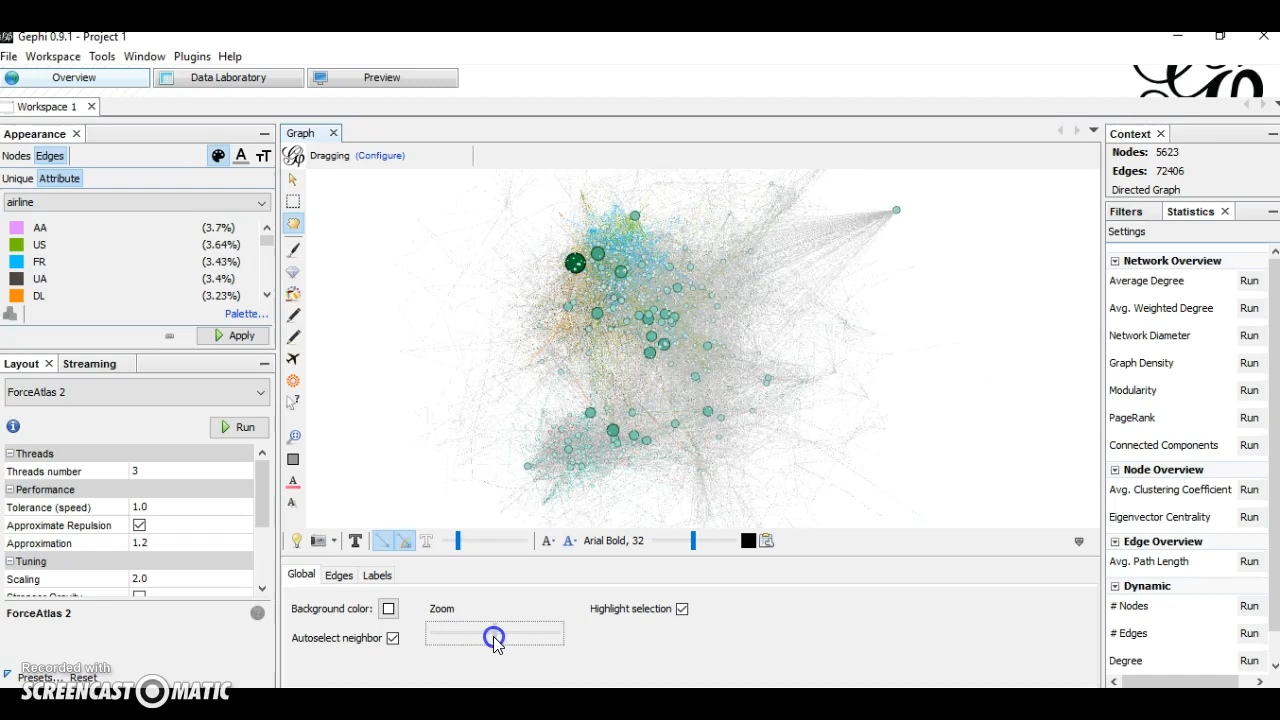 Gephi 0.9.1 - Project 1
File Workspace Tools Window Plugins Help
Overview Data Laboratory Preview
Workspace 1
Appearance
Nodes Edges
Unique Attribute
airline
AA (3.7%)
US (3.64%)
FR (3.43%)
UA (3.4%)
DL (3.23%)
Palette...
Apply
Layout Streaming
ForceAtlas 2
Run
Threads
Threads number 3
Performance
Tolerance (speed) 1.0
Approximate Repulsion
Approximation 1.2
Tuning
Scaling 2.0
ForceAtlas 2
Presets... Reset
Recorded with
SCREENCAST MATIC
Graph
Dragging (Configure)
Arial Bold, 32
Global Edges Labels
Background color: Zoom Highlight selection
Autoselect neighbor
Context
Nodes: 5623
Edges: 72406
Directed Graph
Filters Statistics
Settings
Network Overview
Average Degree Run
Avg. Weighted Degree Run
Network Diameter Run
Graph Density Run
Modularity Run
PageRank Run
Connected Components Run
Node Overview
Avg. Clustering Coefficient Run
Eigenvector Centrality Run
Edge Overview
Avg. Path Length Run
Dynamic
# Nodes Run
# Edges Run
Degree Run